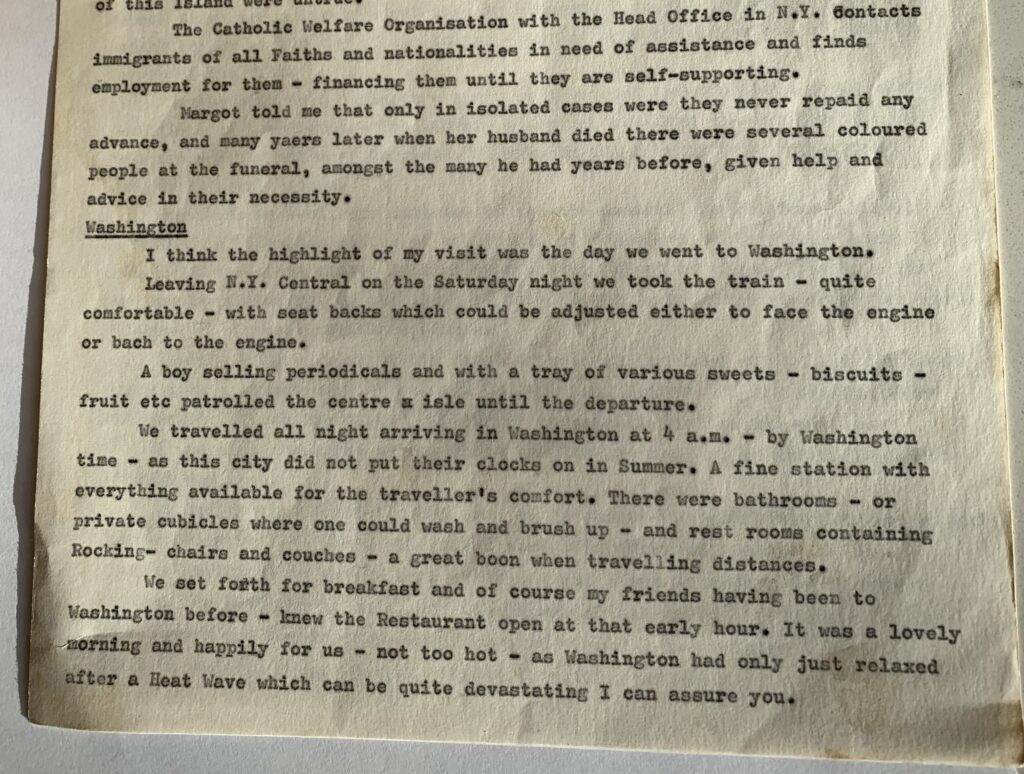 of this Island were untrue.
The Catholic Welfare Organisation with the Head Office in N.Y. Contacts
immigrants of all Faiths and nationalities in need of assistance and finds
employment for them - financing them until they are self-supporting.
Margot told me that only in isolated cases were they never repaid any
advance, and many yaers later when her husband died there were several coloured
people at the funeral, amongst the many he had years before, given help and
advice in their necessity.
Washington
I think the highlight of my visit was the day we went to Washington.
Leaving N.Y. Central on the Saturday night we took the train - quite
comfortable - with seat backs which could be adjusted either to face the engine
or bach to the engine.
A boy selling periodicals and with a tray of various sweets - biscuits -
fruit etc patrolled the centre isle until the departure.
We travelled all night arriving in Washington at 4 a.m. - by Washington
time - as this city did not put their clocks on in Summer. A fine station with
everything available for the traveller's comfort. There were bathrooms - or
private cubicles where one could wash and brush up - and rest rooms containing
Rocking- chairs and couches - a great boon when travelling distances.
We set forth for breakfast and of course my friends having been to
Washington before - knew the Restaurant open at that early hour. It was a lovely
morning and happily for us - not too hot - as Washington had only just relaxed
after a Heat Wave which can be quite devastating I can assure you.